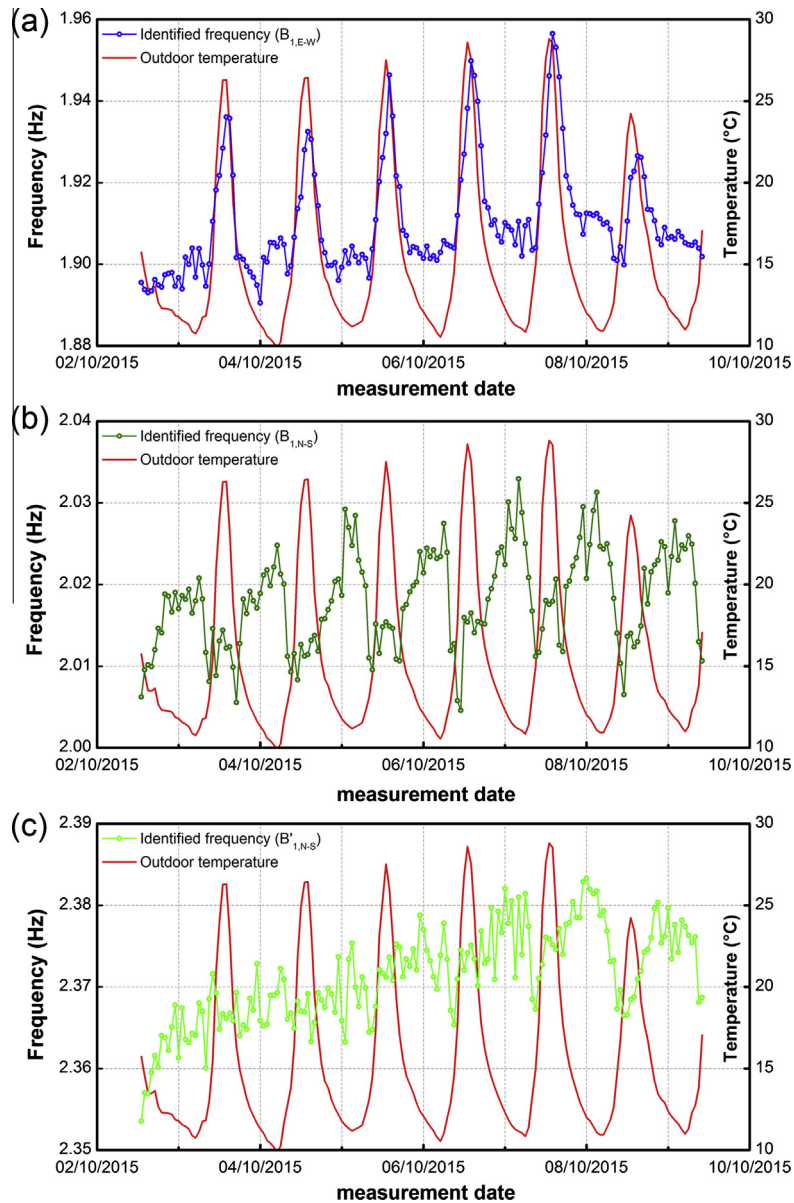 (a)
1.96
1.94
1.92
1.90
1.88
Frequency (Hz)
Identified frequency (B1,E-W)
Outdoor temperature
30
25
20
15
10
Temperature (°C)
02/10/2015 04/10/2015 06/10/2015 08/10/2015 10/10/2015
measurement date
(b)
2.04
2.03
2.02
2.01
2.00
Frequency (Hz)
Identified frequency (B1,N-S)
Outdoor temperature
30
25
20
15
10
Temperature (°C)
02/10/2015 04/10/2015 06/10/2015 08/10/2015 10/10/2015
measurement date
(c)
2.39
2.38
2.37
2.36
2.35
Frequency (Hz)
Identified frequency (B'1,N-S)
Outdoor temperature
30
25
20
15
10
Temperature (°C)
02/10/2015 04/10/2015 06/10/2015 08/10/2015 10/10/2015
measurement date